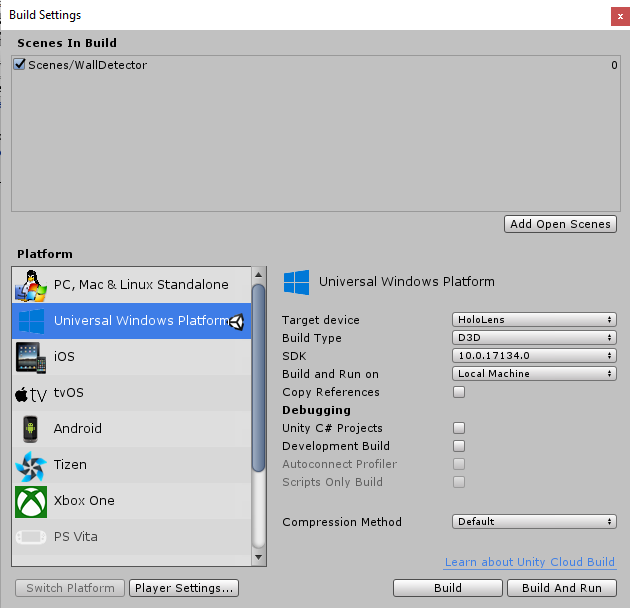 Build Settings
x
Scenes In Build
Scenes/WallDetector 0
Add Open Scenes
Platform
PC, Mac & Linux Standalone
Universal Windows Platform
iOS
tv tvOS
Android
Tizen
Xbox One
PS Vita
Universal Windows Platform
Target device HoloLens
Build Type D3D
SDK 10.0.17134.0
Build and Run on Local Machine
Copy References
Debugging
Unity C# Projects
Development Build
Autoconnect Profiler
Scripts Only Build
Compression Method Default
Learn about Unity Cloud Build
Switch Platform Player Settings... Build Build And Run